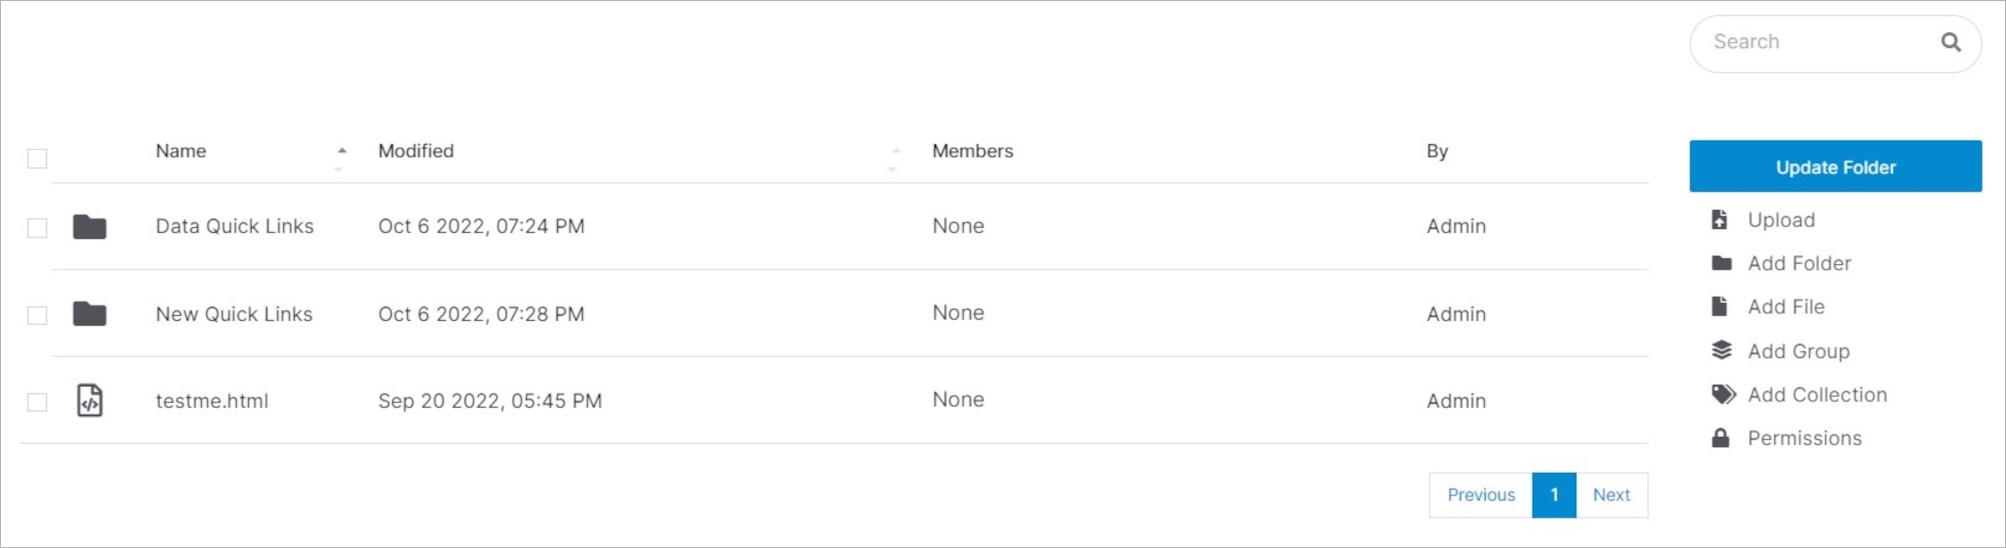 Search
Name Modified Members By
Data Quick Links Oct 6 2022, 07:24 PM None Admin
New Quick Links Oct 6 2022, 07:28 PM None Admin
testme.html Sep 20 2022, 05:45 PM None Admin
Previous 1 Next
Update Folder
Upload
Add Folder
Add File
Add Group
Add Collection
Permissions